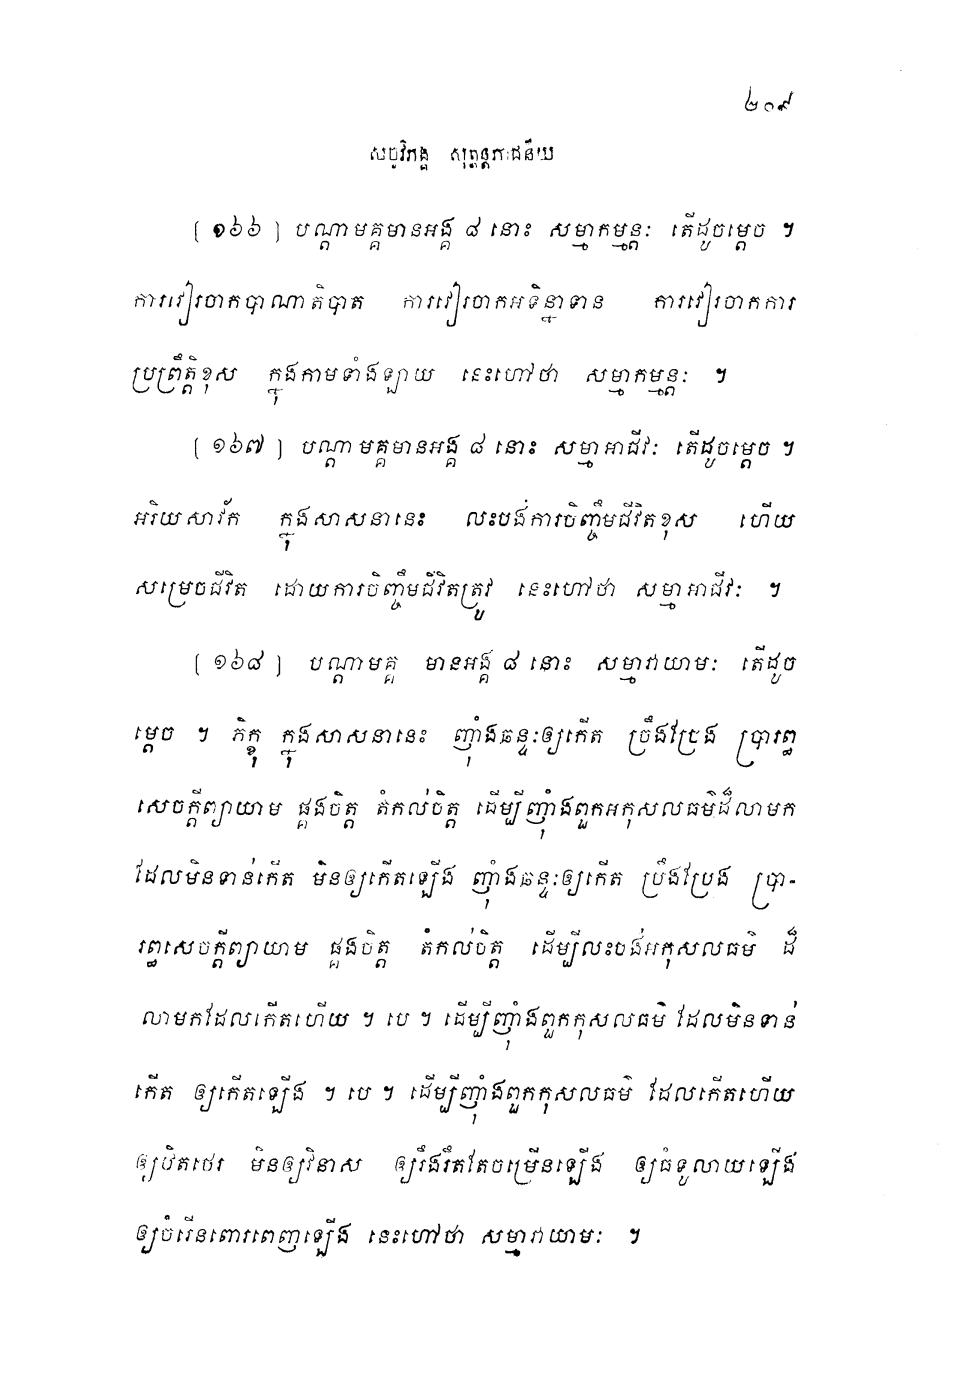 ២០៩
សច្ចវិភង្គ សុត្តន្តភាជនីយ
[ ១៦៦ ] បណ្តាមគ្គមានអង្គ ៨ នោះ សម្មាកម្មន្តៈ តើដូចម្តេច ។
ការវៀរចាកបាណាតិបាត ការវៀរចាកអទិន្នាទាន ការវៀរចាកការ
ប្រព្រឹត្តិខុស ក្នុងកាមទាំងឡាយ នេះហៅថា សម្មាកម្មន្តៈ ។
[ ១៦៧ ] បណ្តាមគ្គមានអង្គ ៨ នោះ សម្មាអាជីវៈ តើដូចម្តេច ។
អរិយសាវ័ក ក្នុងសាសនានេះ លះបង់ការចិញ្ចឹមជីវិតខុស ហើយ
សម្រេចជីវិត ដោយការចិញ្ចឹមជីវិតត្រូវ នេះហៅថា សម្មាអាជីវៈ ។
[ ១៦៨ ] បណ្តាមគ្គ មានអង្គ ៨ នោះ សម្មាវាយាមៈ តើដូច
ម្តេច ។ ភិក្ខុ ក្នុងសាសនានេះ ញុំាងឆន្ទៈឲ្យកើត ប្រឹងប្រែង ប្រារព្ធ
សេចក្តីព្យាយាម ផ្គងចិត្ត តំកល់ចិត្ត ដើម្បីញុំាងពួកអកុសលធម៌ដ៏លាមក
ដែលមិនទាន់កើត មិនឲ្យកើតឡើង ញុំាងឆន្ទៈឲ្យកើត ប្រឹងប្រែង ប្រា-
រព្ធសេចក្តីព្យាយាម ផ្គងចិត្ត តំកល់ចិត្ត ដើម្បីលះបង់អកុសលធម៌ ដ៏
លាមកដែលកើតហើយ ។ បេ ។ ដើម្បីញុំាងពួកកុសលធម៌ ដែលមិនទាន់
កើត ឲ្យកើតឡើង ។ បេ ។ ដើម្បីញុំាងពួកកុសលធម៌ ដែលកើតហើយ
ឲ្យឋិតថេរ មិនឲ្យវិនាស ឲ្យរឹងរឹតតែចម្រើនឡើង ឲ្យធំទូលាយឡើង
ឲ្យចំរើនពោរពេញឡើង នេះហៅថា សម្មាវាយាមៈ ។